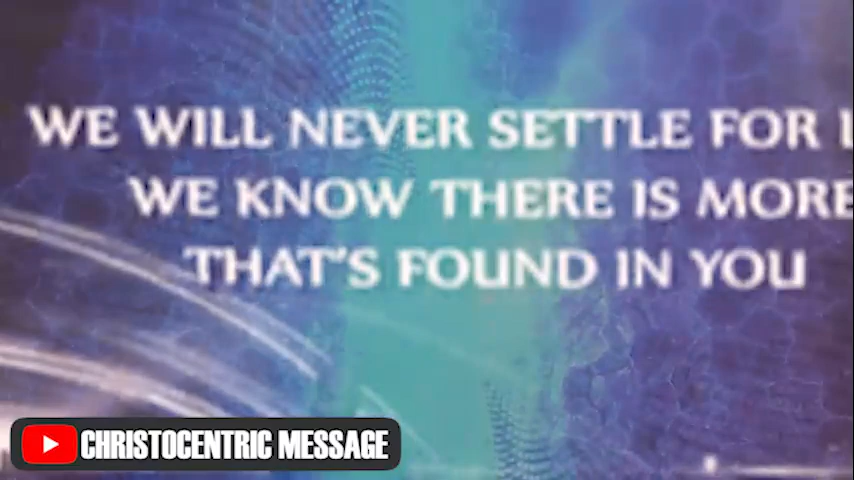 WE WILL NEVER SETTLE FOR
WE KNOW THERE IS MORE
THAT'S FOUND IN YOU
CHRISTOCENTRIC MESSAGE